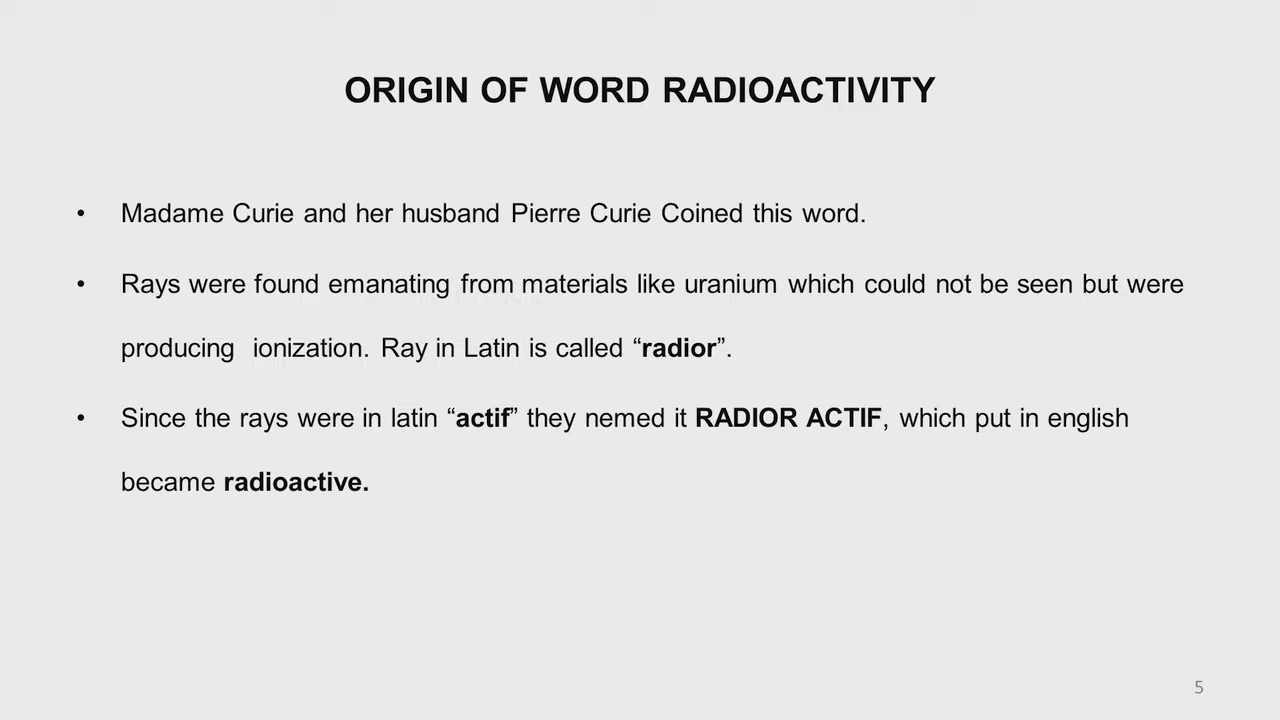 ORIGIN OF WORD RADIOACTIVITY
• Madame Curie and her husband Pierre Curie Coined this word.
• Rays were found emanating from materials like uranium which could not be seen but were
producing ionization. Ray in Latin is called “radior”.
• Since the rays were in latin “actif” they nemed it RADIOR ACTIF, which put in english
became radioactive.
5